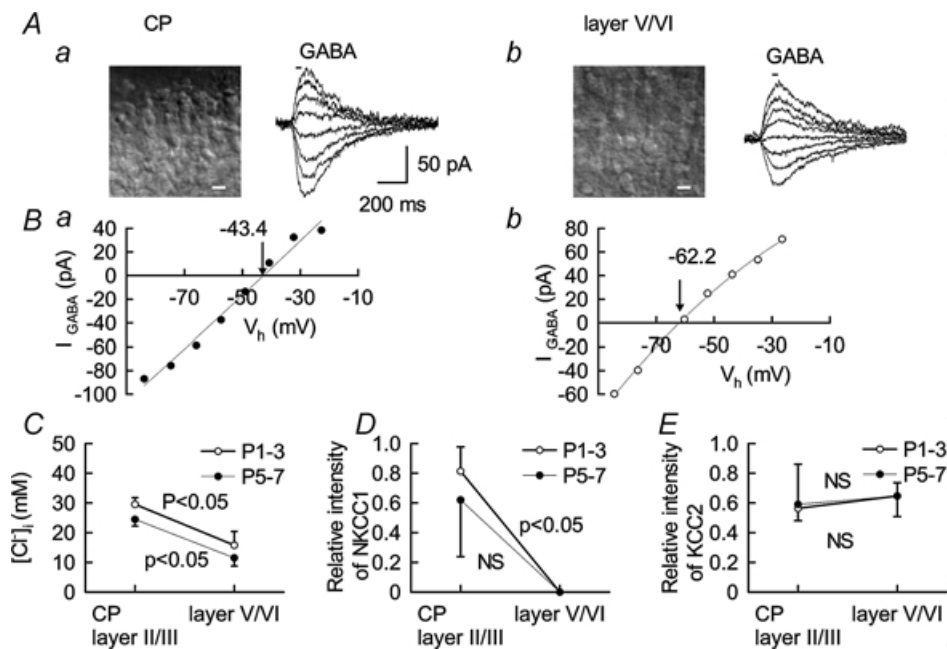 A CP layer V/VI
a GABA b GABA
50 pA
200 ms
B a b
-43.4
40
20
0
-20
-40
-60
-80
-100
I GABA (pA)
-70 -50 -30 -10
Vh (mV)
-62.2
80
60
40
20
0
-20
-40
-60
I GABA (pA)
-70 -50 -30 -10
Vh (mV)
C
50
40
30
20
10
0
[Cl-]i (mM)
P1-3
P5-7
P<0.05
p<0.05
CP layer V/VI
layer II/III
D
1.0
0.8
0.6
0.4
0.2
0
Relative intensity
of NKCC1
P1-3
P5-7
p<0.05
NS
CP layer V/VI
layer II/III
E
1.0
0.8
0.6
0.4
0.2
0
Relative intensity
of KCC2
P1-3
P5-7
NS
NS
CP layer V/VI
layer II/III